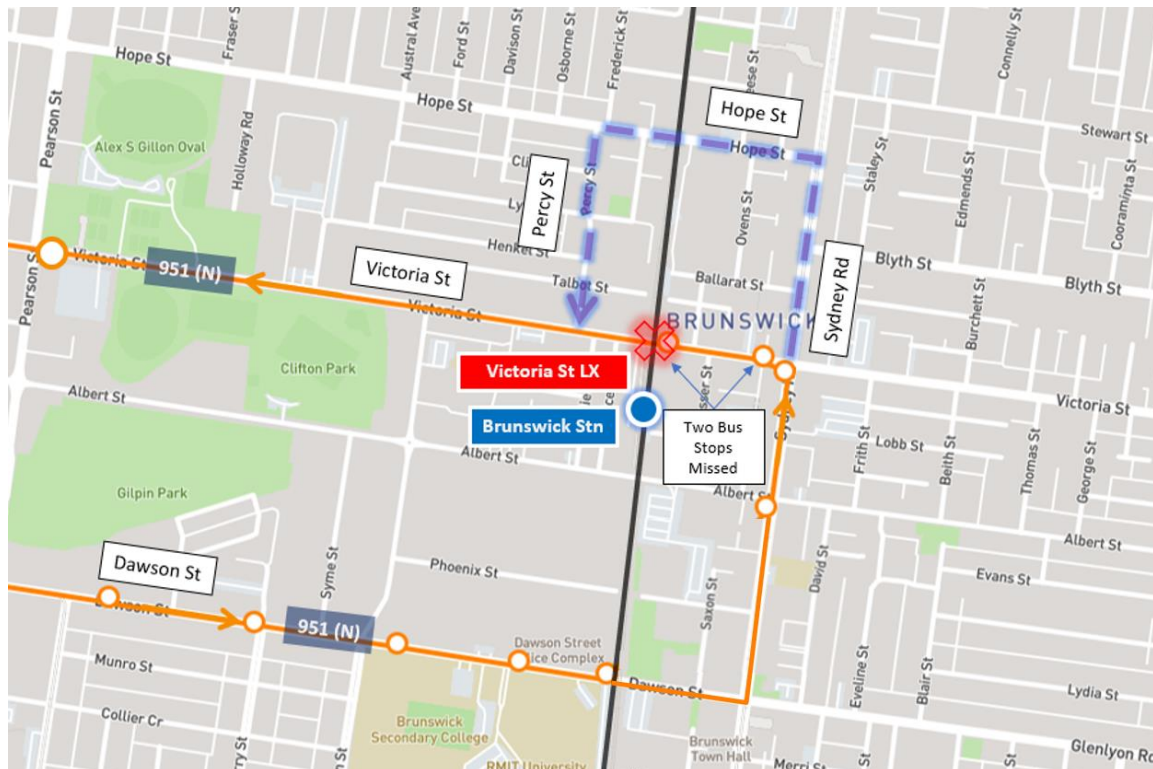 Fraser S
Austral Ave
Ford St
Davison St
Osborne St
Frederick St
Connelly St
Hope St
Hope St
Hope St
Hope St
Stewart St
Pearson St
Alex S Gillon Oval
Holloway Rd
Percy St
Percy St
Henkel St
Talbot St
Ovens St
Ballarat St
Staley St
Edmends St
Cooraminta St
Blyth St
Blyth St
Sydney Rd
Burchett St
Victoria St
951 (N)
Victoria St
Victoria St
Pearson St
BRUNSWICK
Victoria St LX
Brunswick Stn
Clifton Park
Two Bus
Stops
Missed
Victoria St
Albert St
Albert St
Albert St
Albert St
Frith St
Lobb St
Beith St
Thomas St
George St
Gilpin Park
Dawson St
Dawson St
951 (N)
Syme St
Phoenix St
Saxon St
David St
Evans St
Dawson Street
ice Complex
Dawson St
Munro St
Collier Cr
Brunswick
Secondary College
RMIT University
Brunswick
Town Hall
Merri St
Eveline St
Blair St
Lydia St
Glenlyon Rd